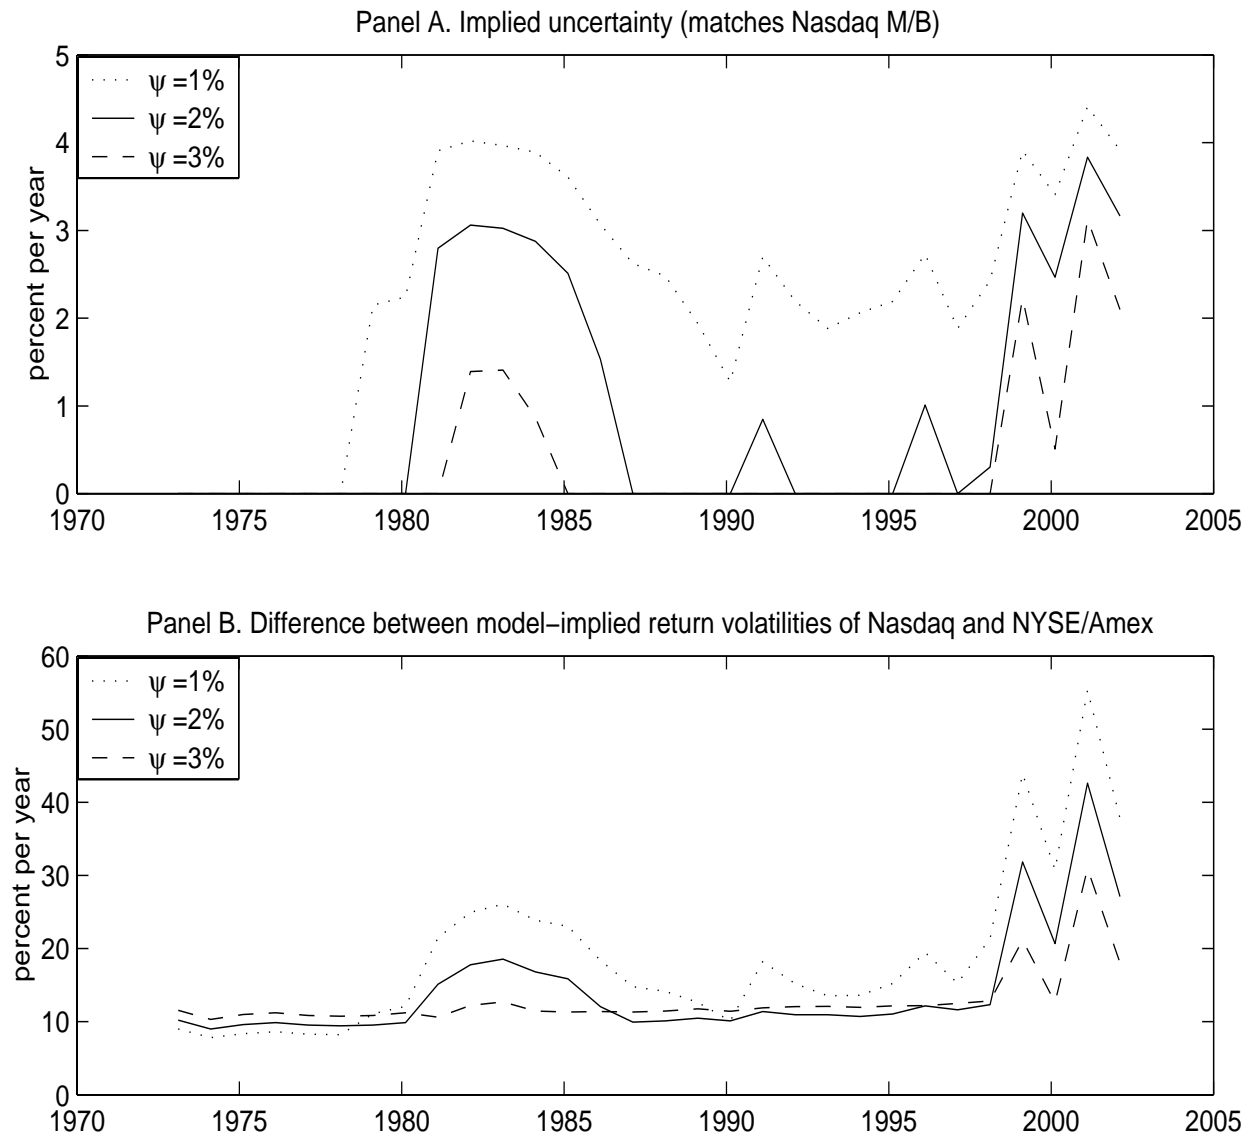 Panel A. Implied uncertainty (matches Nasdaq M/B)
percent per year
5
4
3
2
1
0
ψ =1%
ψ =2%
ψ =3%
1970 1975 1980 1985 1990 1995 2000 2005
Panel B. Difference between model−implied return volatilities of Nasdaq and NYSE/Amex
percent per year
60
50
40
30
20
10
0
ψ =1%
ψ =2%
ψ =3%
1970 1975 1980 1985 1990 1995 2000 2005